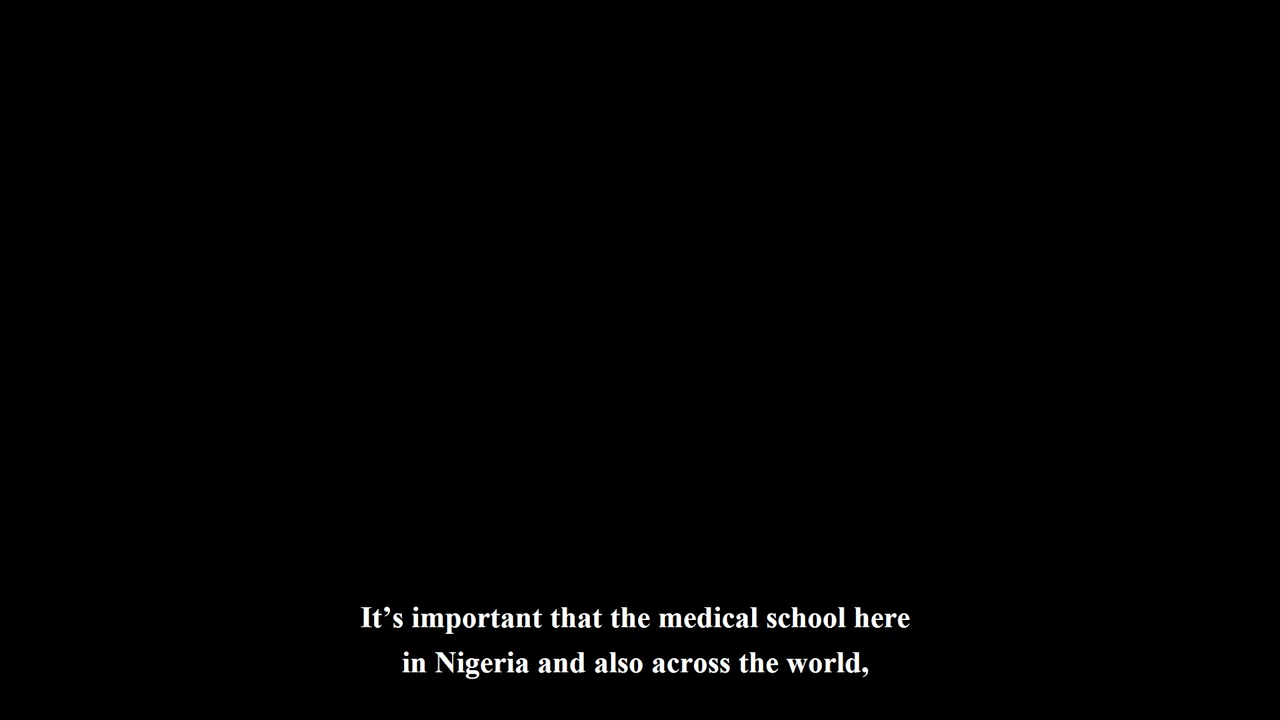 It’s important that the medical school here
in Nigeria and also across the world,